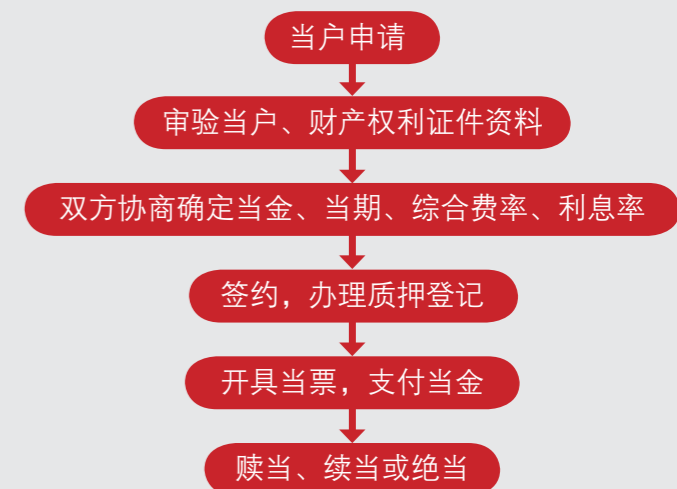 当户申请
审验当户、财产权利证件资料
双方协商确定当金、当期、综合费率、利息率
签约，办理质押登记
开具当票，支付当金
赎当、续当或绝当